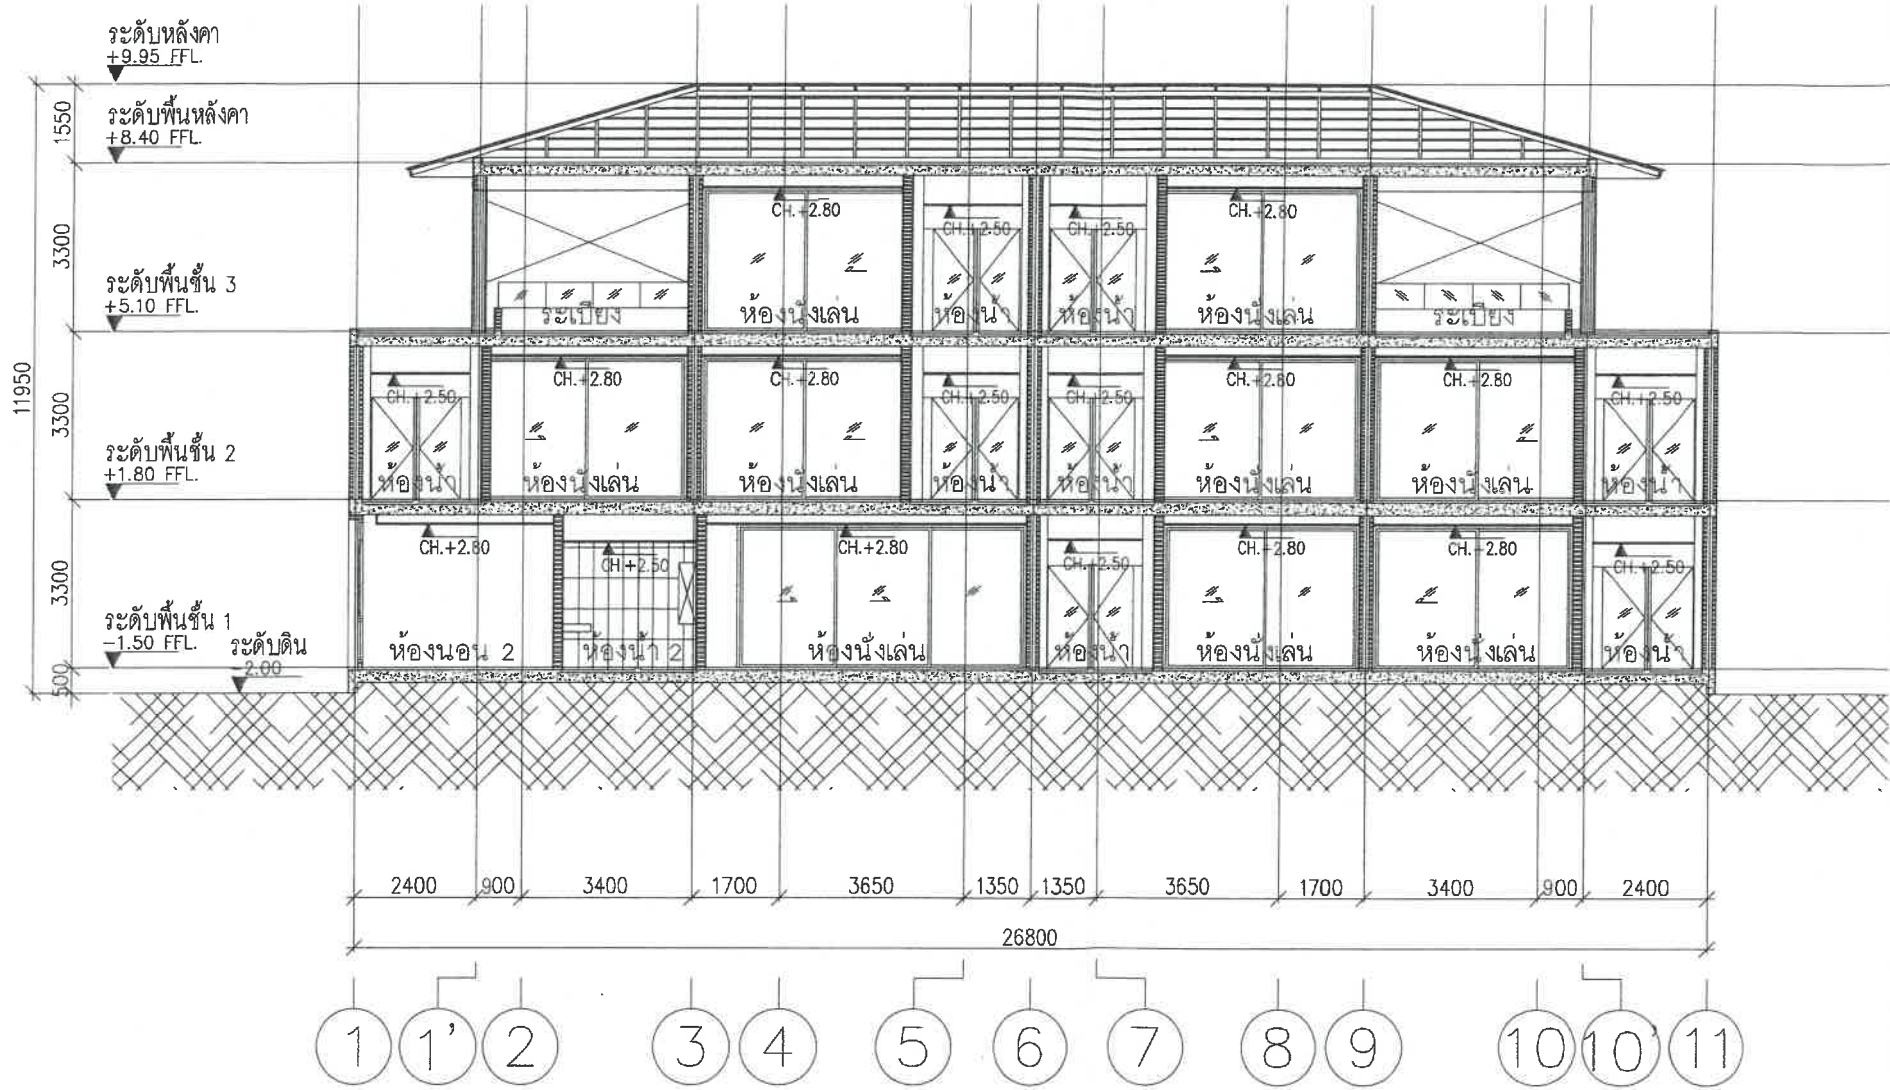 ระดับหลังคา
+9.95 FFL.
1550
ระดับพื้นหลังคา
+8.40 FFL.
CH.+2.80
CH.+2.80
CH.+2.50
CH.+2.50
3300
ระดับพื้นชั้น 3
+5.10 FFL.
ระเบียง
ห้องนั่งเล่น
ห้องน้ำ
ห้องน้ำ
ห้องนั่งเล่น
ระเบียง
11950
CH.+2.80
CH.+2.80
CH.+2.80
CH.+2.80
CH.+2.50
CH.+2.50
CH.+2.50
CH.+2.50
3300
ระดับพื้นชั้น 2
+1.80 FFL.
ห้องน้ำ
ห้องนั่งเล่น
ห้องนั่งเล่น
ห้องน้ำ
ห้องน้ำ
ห้องนั่งเล่น
ห้องนั่งเล่น
ห้องน้ำ
CH.+2.80
CH.+2.80
CH.+2.80
CH.+2.80
CH.+2.50
CH.+2.50
CH.+2.50
3300
ระดับพื้นชั้น 1
-1.50 FFL.
ระดับดิน
-2.00
500
ห้องนอน 2
ห้องน้ำ 2
ห้องนั่งเล่น
ห้องน้ำ
ห้องนั่งเล่น
ห้องนั่งเล่น
ห้องน้ำ
2400 900 3400 1700 3650 1350 1350 3650 1700 3400 900 2400
26800
1 1' 2 3 4 5 6 7 8 9 10 10' 11